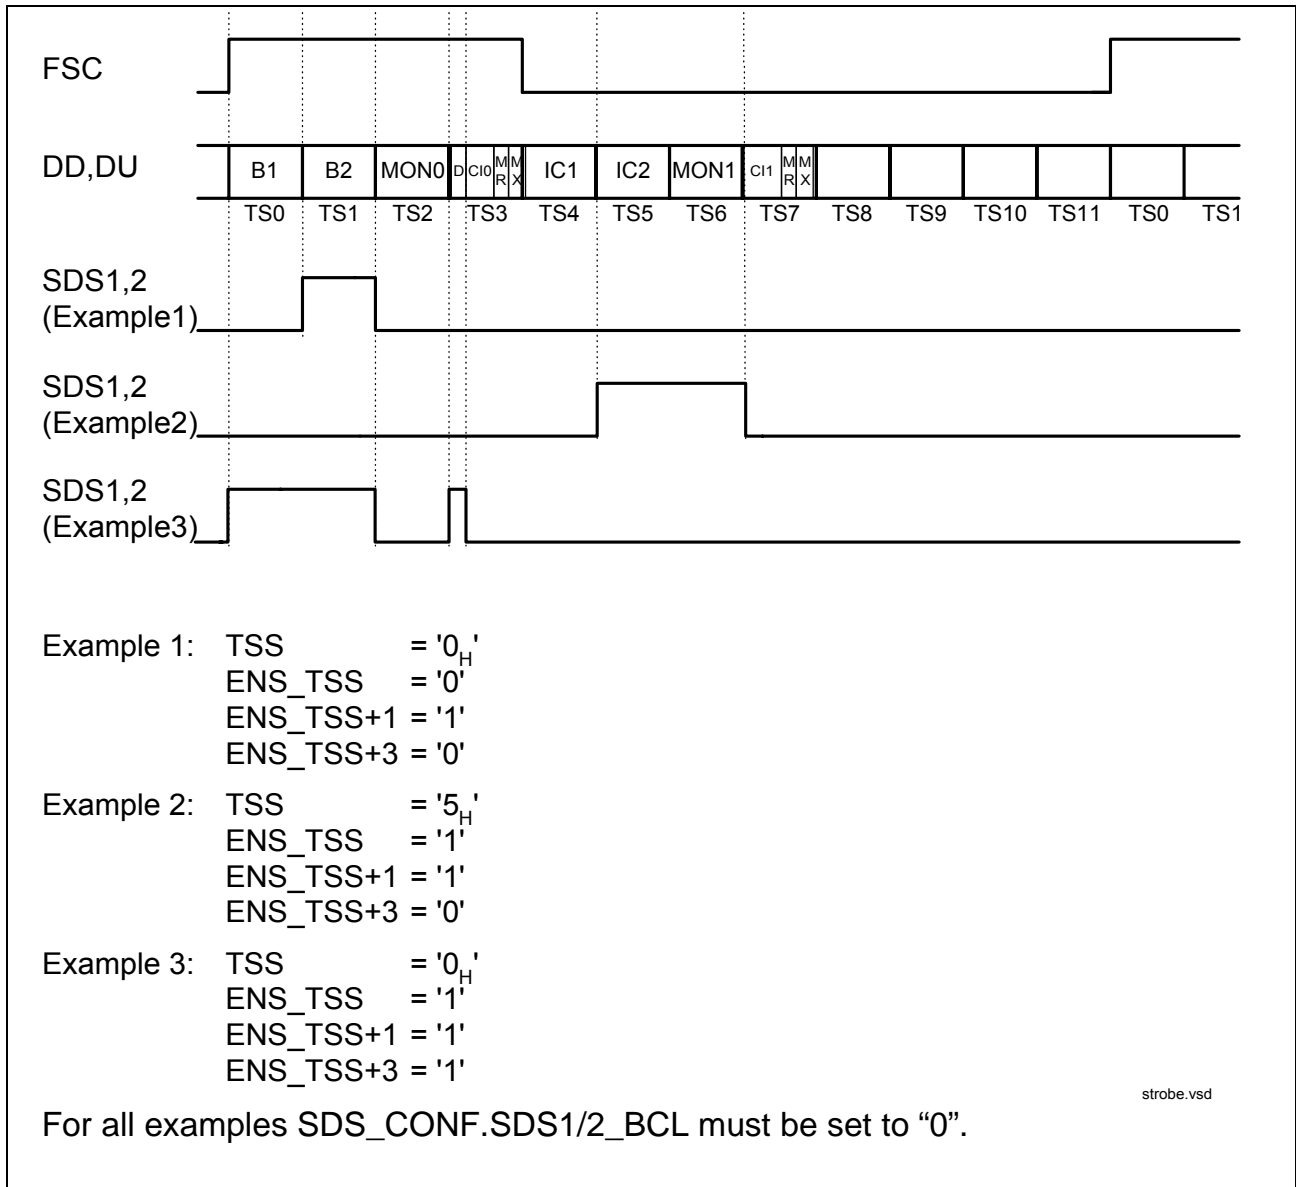 FSC
DD,DU
B1 B2 MON0 D CI0 MR MX IC1 IC2 MON1 CI1 MR MX
TS0 TS1 TS2 TS3 TS4 TS5 TS6 TS7 TS8 TS9 TS10 TS11 TS0 TS1
SDS1,2
(Example1)
SDS1,2
(Example2)
SDS1,2
(Example3)
Example 1: TSS = '0H'
ENS_TSS = '0'
ENS_TSS+1 = '1'
ENS_TSS+3 = '0'
Example 2: TSS = '5H'
ENS_TSS = '1'
ENS_TSS+1 = '1'
ENS_TSS+3 = '0'
Example 3: TSS = '0H'
ENS_TSS = '1'
ENS_TSS+1 = '1'
ENS_TSS+3 = '1'
strobe.vsd
For all examples SDS_CONF.SDS1/2_BCL must be set to “0”.